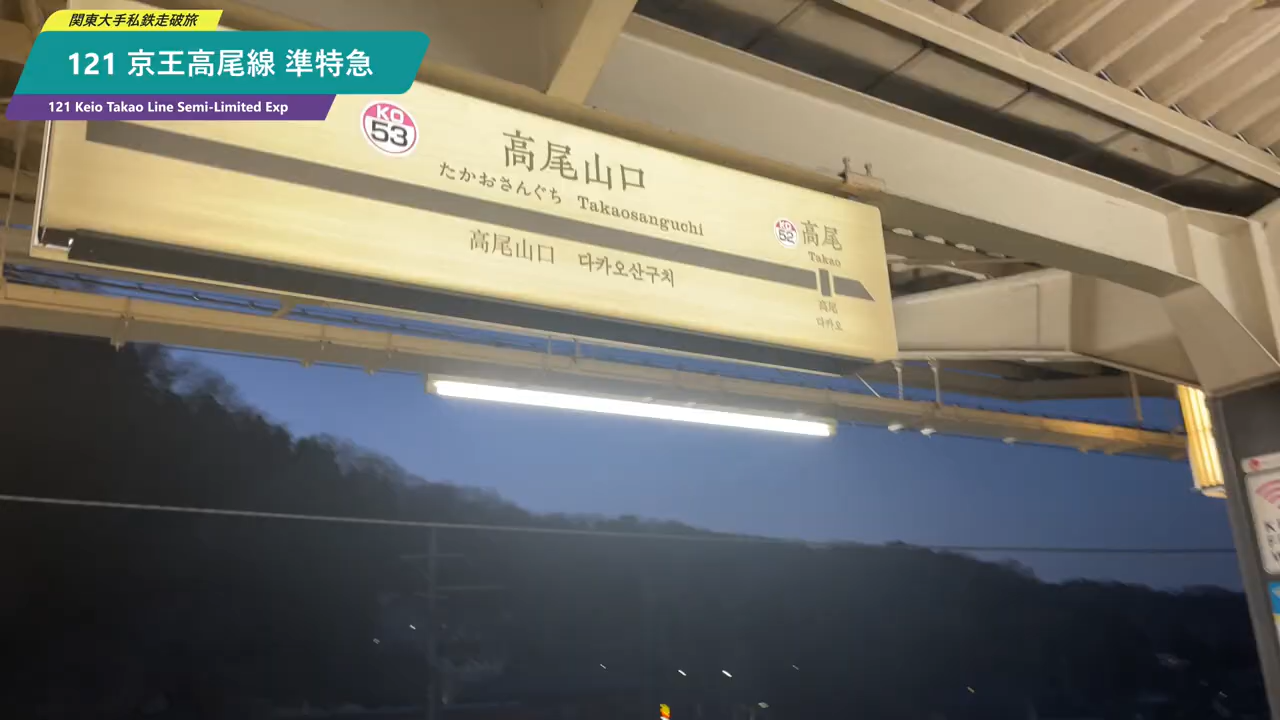 関東大手私鉄走破旅
121 京王高尾線 準特急
121 Keio Takao Line Semi-Limited Exp
KO
53
高尾山口
たかおさんぐち Takaosanguchi
高尾山口 다카오산구치
KO
52
高尾
Takao
高尾
다카오